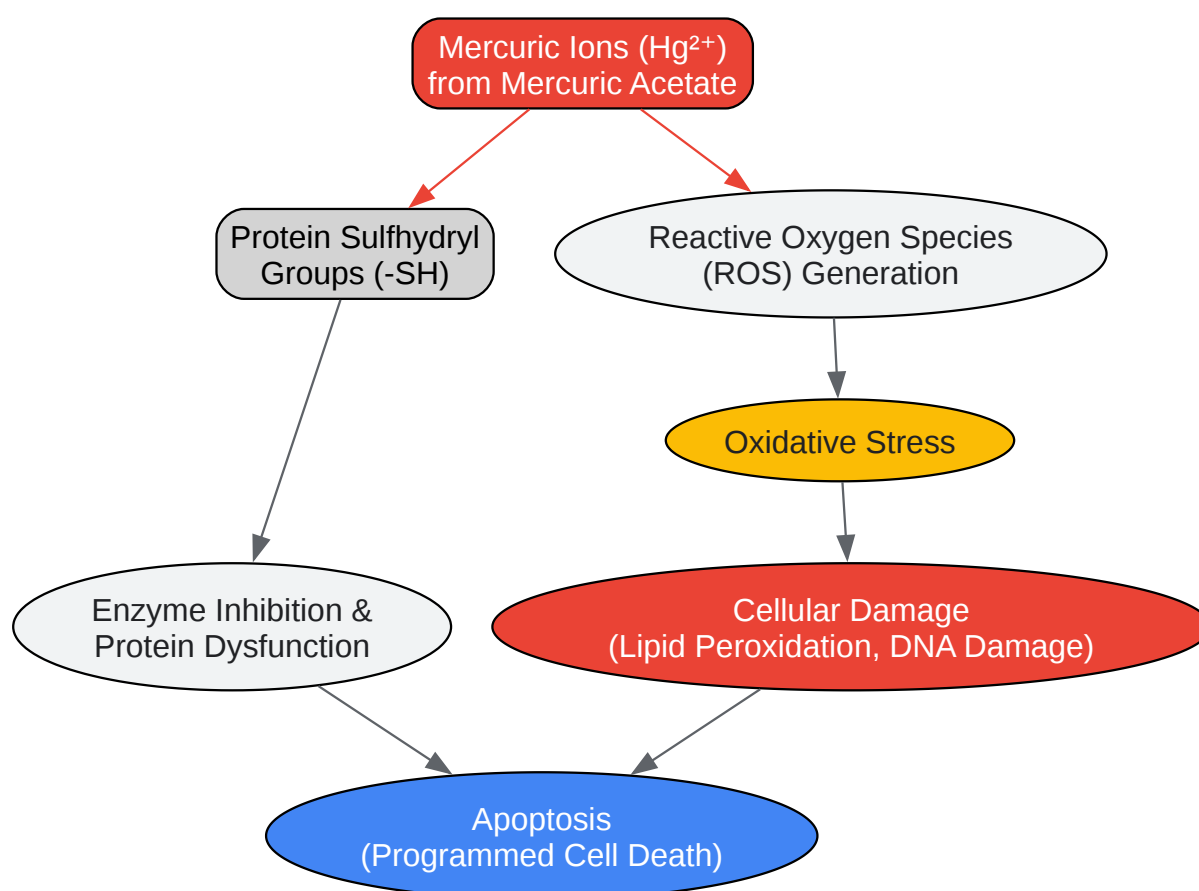 Mercuric Ions (Hg²⁺)
from Mercuric Acetate
Protein Sulfhydryl
Groups (-SH)
Reactive Oxygen Species
(ROS) Generation
Oxidative Stress
Enzyme Inhibition &
Protein Dysfunction
Cellular Damage
(Lipid Peroxidation, DNA Damage)
Apoptosis
(Programmed Cell Death)